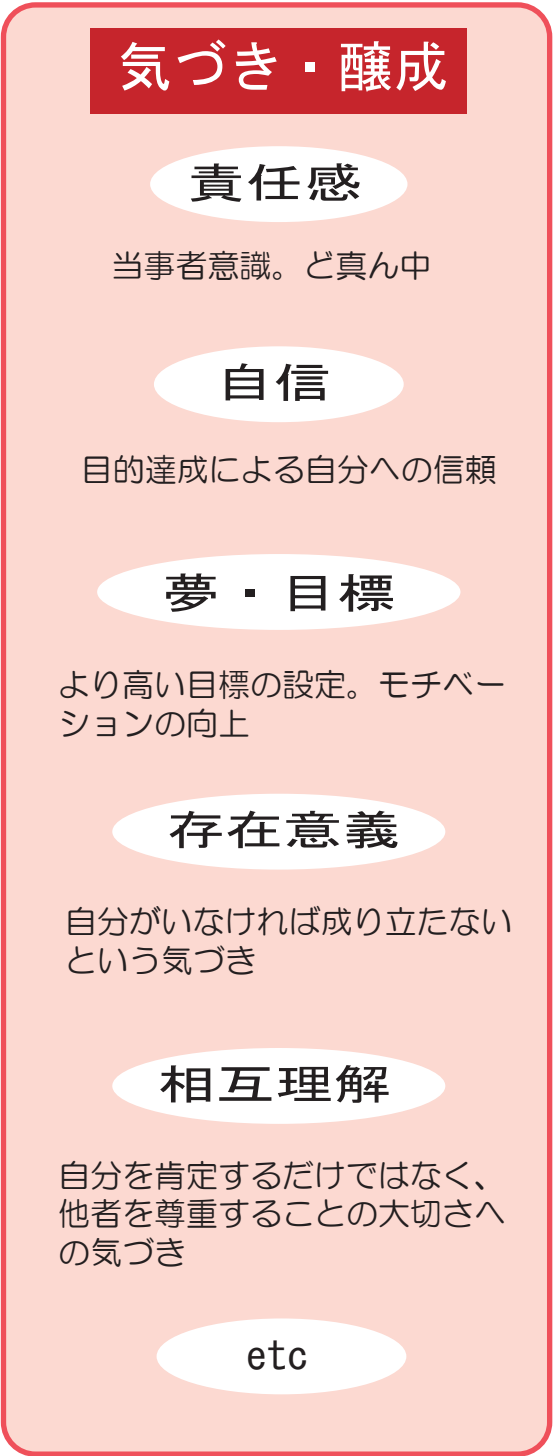 気づき・醸成
責任感
当事者意識。ど真ん中
自信
目的達成による自分への信頼
夢・目標
より高い目標の設定。モチベー
ションの向上
存在意義
自分がいなければ成り立たない
という気づき
相互理解
自分を肯定するだけではなく、
他者を尊重することの大切さへ
の気づき
etc